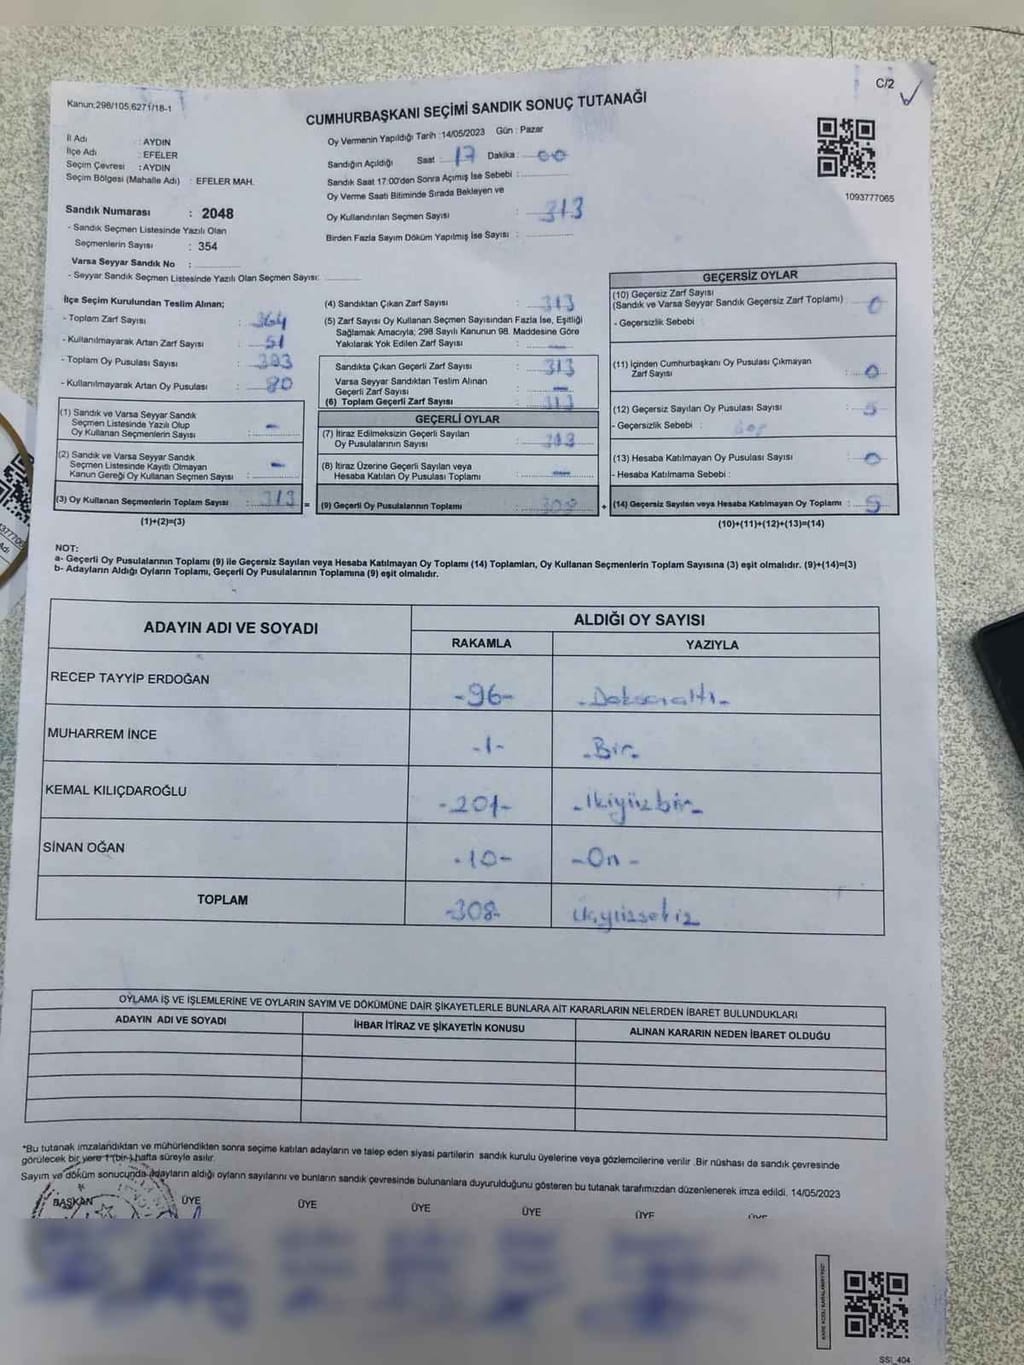 Kanun:298/105,6271/18-1
C/2
CUMHURBAŞKANI SEÇİMİ SANDIK SONUÇ TUTANAĞI
İl Adı : AYDIN
İlçe Adı : EFELER
Seçim Çevresi : AYDIN
Seçim Bölgesi (Mahalle Adı) : EFELER MAH.
Oy Vermenin Yapıldığı Tarih :14/05/2023 Gün : Pazar
Sandığın Açıldığı Saat : 17 Dakika : 00
Sandık Saat 17:00'den Sonra Açımış İse Sebebi :
Oy Verme Saati Bitiminde Sırada Bekleyen ve
Oy Kullandırılan Seçmen Sayısı : 313
Birden Fazla Sayım Döküm Yapılmış İse Sayısı :
1093777065
Sandık Numarası : 2048
- Sandık Seçmen Listesinde Yazılı Olan
Seçmenlerin Sayısı : 354
Varsa Seyyar Sandık No :
- Seyyar Sandık Seçmen Listesinde Yazılı Olan Seçmen Sayısı:
İlçe Seçim Kurulundan Teslim Alınan;
- Toplam Zarf Sayısı : 364
- Kullanılmayarak Artan Zarf Sayısı : 51
- Toplam Oy Pusulası Sayısı : 393
- Kullanılmayarak Artan Oy Pusulası : 80
(1) Sandık ve Varsa Seyyar Sandık
Seçmen Listesinde Yazılı Olup
Oy Kullanan Seçmenlerin Sayısı : -
(2) Sandık ve Varsa Seyyar Sandık
Seçmen Listesinde Kayıtlı Olmayan
Kanun Gereği Oy Kullanan Seçmen Sayısı : -
(3) Oy Kullanan Seçmenlerin Toplam Sayısı : 313 =
(1)+(2)=(3)
(4) Sandıktan Çıkan Zarf Sayısı : 313
(5) Zarf Sayısı Oy Kullanan Seçmen Sayısından Fazla İse, Eşitliği
Sağlamak Amacıyla; 298 Sayılı Kanunun 98. Maddesine Göre
Yakılarak Yok Edilen Zarf Sayısı : -
Sandıkta Çıkan Geçerli Zarf Sayısı : 313
Varsa Seyyar Sandıktan Teslim Alınan
Geçerli Zarf Sayısı : -
(6) Toplam Geçerli Zarf Sayısı : 313
GEÇERLİ OYLAR
(7) İtiraz Edilmeksizin Geçerli Sayılan
Oy Pusulalarının Sayısı :
(8) İtiraz Üzerine Geçerli Sayılan veya
Hesaba Katılan Oy Pusulası Toplamı : -
(9) Geçerli Oy Pusulalarının Toplamı : 308 +
GEÇERSİZ OYLAR
(10) Geçersiz Zarf Sayısı
(Sandık ve Varsa Seyyar Sandık Geçersiz Zarf Toplamı) : 0
- Geçersizlik Sebebi :
(11) İçinden Cumhurbaşkanı Oy Pusulası Çıkmayan
Zarf Sayısı : 0
(12) Geçersiz Sayılan Oy Pusulası Sayısı : 5
- Geçersizlik Sebebi :
(13) Hesaba Katılmayan Oy Pusulası Sayısı : 0
- Hesaba Katılmama Sebebi :
(14) Geçersiz Sayılan veya Hesaba Katılmayan Oy Toplamı : 5
(10)+(11)+(12)+(13)=(14)
NOT:
a- Geçerli Oy Pusulalarının Toplamı (9) ile Geçersiz Sayılan veya Hesaba Katılmayan Oy Toplamı (14) Toplamları, Oy Kullanan Seçmenlerin Toplam Sayısına (3) eşit olmalıdır. (9)+(14)=(3)
b- Adayların Aldığı Oyların Toplamı, Geçerli Oy Pusulalarının Toplamına (9) eşit olmalıdır.
ADAYIN ADI VE SOYADI
ALDIĞI OY SAYISI
RAKAMLA YAZIYLA
RECEP TAYYİP ERDOĞAN -96- -Doksanaltı-
MUHARREM İNCE -1- -Bir-
KEMAL KILIÇDAROĞLU -201- -İkiyüzbir-
SİNAN OĞAN -10- -On-
TOPLAM -308- Üçyüzsekiz
OYLAMA İŞ VE İŞLEMLERİNE VE OYLARIN SAYIM VE DÖKÜMÜNE DAİR ŞİKAYETLERLE BUNLARA AİT KARARLARIN NELERDEN İBARET BULUNDUKLARI
ADAYIN ADI VE SOYADI İHBAR İTİRAZ VE ŞİKAYETİN KONUSU ALINAN KARARIN NEDEN İBARET OLDUĞU
*Bu tutanak imzalandıktan ve mühürlendikten sonra seçime katılan adayların ve talep eden siyasi partilerin sandık kurulu üyelerine veya gözlemcilerine verilir .Bir nüshası da sandık çevresinde
görülecek bir yere 1 (bir) hafta süreyle asılır.
Sayım ve döküm sonucunda adayların aldığı oyların sayılarını ve bunların sandık çevresinde bulunanlara duyurulduğunu gösteren bu tutanak tarafımızdan düzenlenerek imza edildi. 14/05/2023
BAŞKAN ÜYE ÜYE ÜYE ÜYE ÜYE ÜYE
SSI_404